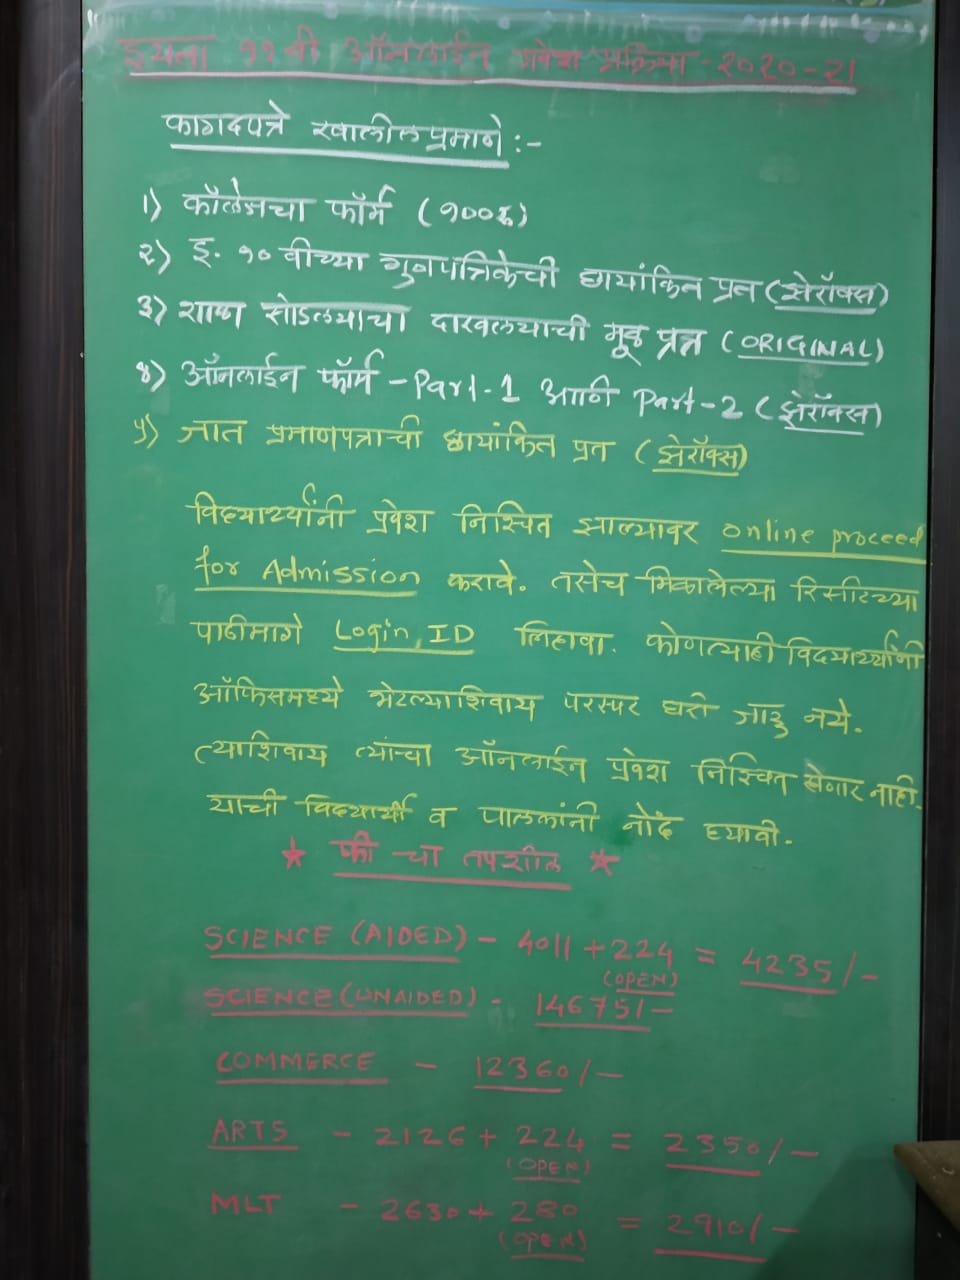 इयत्ता ११ वी ऑनलाईन प्रवेश प्रक्रिया - २०२०-२१
कागदपत्रे खालीलप्रमाणे :-
१) कॉलेजचा फॉर्म (१००रु)
२) इ. १० वीच्या गुणपत्रिकेची छायांकित प्रत (झेरॉक्स)
३) शाळा सोडल्याचा दाखल्याची मूळ प्रत (ORIGINAL)
४) ऑनलाईन फॉर्म - Part-1 आणि Part-2 (झेरॉक्स)
५) जात प्रमाणपत्राची छायांकित प्रत (झेरॉक्स)
विद्यार्थ्यांनी प्रवेश निश्चित झाल्यावर online proceed
for Admission करावे. तसेच मिळालेल्या रिसीटच्या
पाठीमागे Login, ID लिहावा. कोणत्याही विद्यार्थ्यांनी
ऑफिसमध्ये भेटल्याशिवाय परस्पर घरी जाऊ नये.
त्याशिवाय त्यांचा ऑनलाईन प्रवेश निश्चित होणार नाही.
याची विद्यार्थी व पालकांनी नोंद घ्यावी.
★ फी चा तपशील ★
SCIENCE (AIDED) - 4011 + 224 = 4235/-
(OPEN)
SCIENCE (UNAIDED) - 14675/-
COMMERCE - 12360/-
ARTS - 2126 + 224 = 2350/-
(OPEN)
MLT - 2630 + 280 = 2910/-
(OPEN)